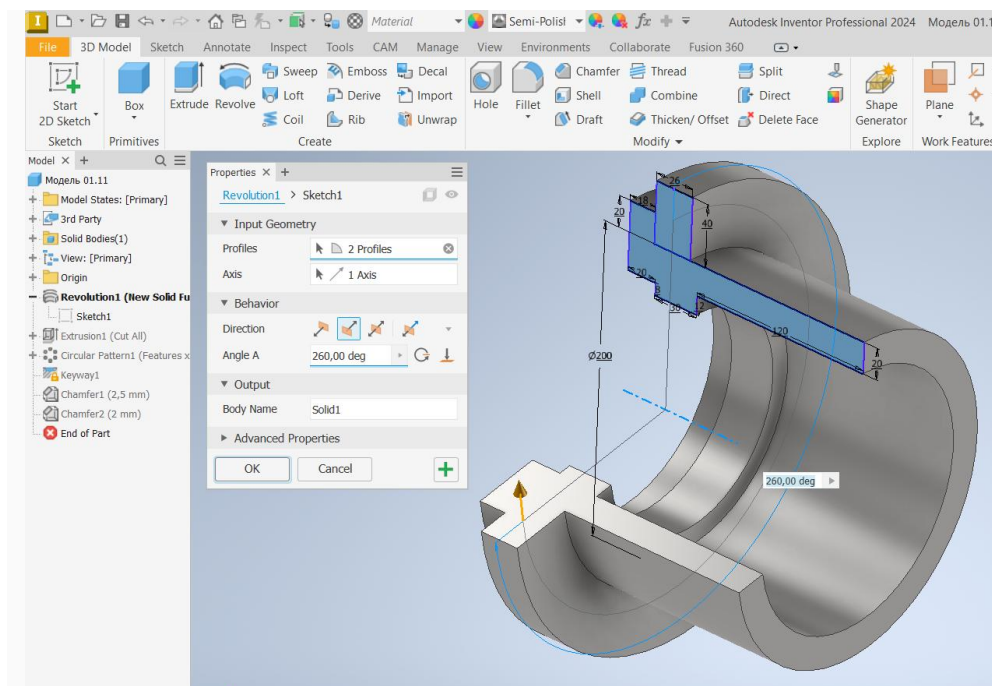 Material Semi-Polisl Autodesk Inventor Professional 2024 Модель 01.1
File 3D Model Sketch Annotate Inspect Tools CAM Manage View Environments Collaborate Fusion 360
Start 2D Sketch Box Extrude Revolve Sweep Emboss Decal Hole Fillet Chamfer Thread Split Shape Generator Plane
Loft Derive Import Shell Combine Direct
Coil Rib Unwrap Draft Thicken/ Offset Delete Face
Sketch Primitives Create Modify Explore Work Features
Model × +
Модель 01.11
Model States: [Primary]
3rd Party
Solid Bodies(1)
View: [Primary]
Origin
Revolution1 (New Solid Fu
Sketch1
Extrusion1 (Cut All)
Circular Pattern1 (Features x
Keyway1
Chamfer1 (2,5 mm)
Chamfer2 (2 mm)
End of Part
Properties × +
Revolution1 > Sketch1
Input Geometry
Profiles 2 Profiles
Axis 1 Axis
Behavior
Direction
Angle A 260,00 deg
Output
Body Name Solid1
Advanced Properties
OK Cancel +
26
18
20
40
20
8
30
2
120
20
Ø200
260,00 deg